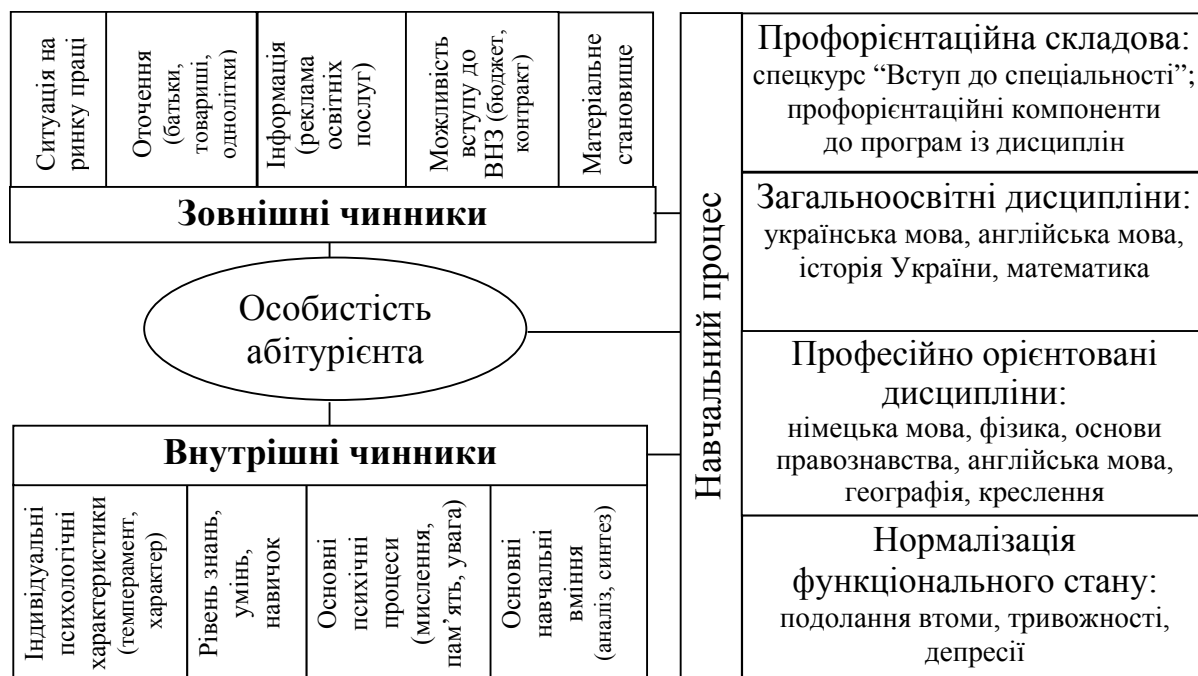 Ситуація на
ринку праці
Оточення
(батьки,
товариші,
однолітки)
Інформація
(реклама
освітніх
послуг)
Можливість
вступу до
ВНЗ (бюджет,
контракт)
Матеріальне
становище
Зовнішні чинники
Особистість
абітурієнта
Внутрішні чинники
Індивідуальні
психологічні
характеристики
(темперамент,
характер)
Рівень знань,
умінь,
навичок
Основні
психічні
процеси
(мислення,
пам’ять, увага)
Основні
навчальні
вміння
(аналіз, синтез)
Навчальний процес
Профорієнтаційна складова:
спецкурс “Вступ до спеціальності”;
профорієнтаційні компоненти
до програм із дисциплін
Загальноосвітні дисципліни:
українська мова, англійська мова,
історія України, математика
Професійно орієнтовані
дисципліни:
німецька мова, фізика, основи
правознавства, англійська мова,
географія, креслення
Нормалізація
функціонального стану:
подолання втоми, тривожності,
депресії